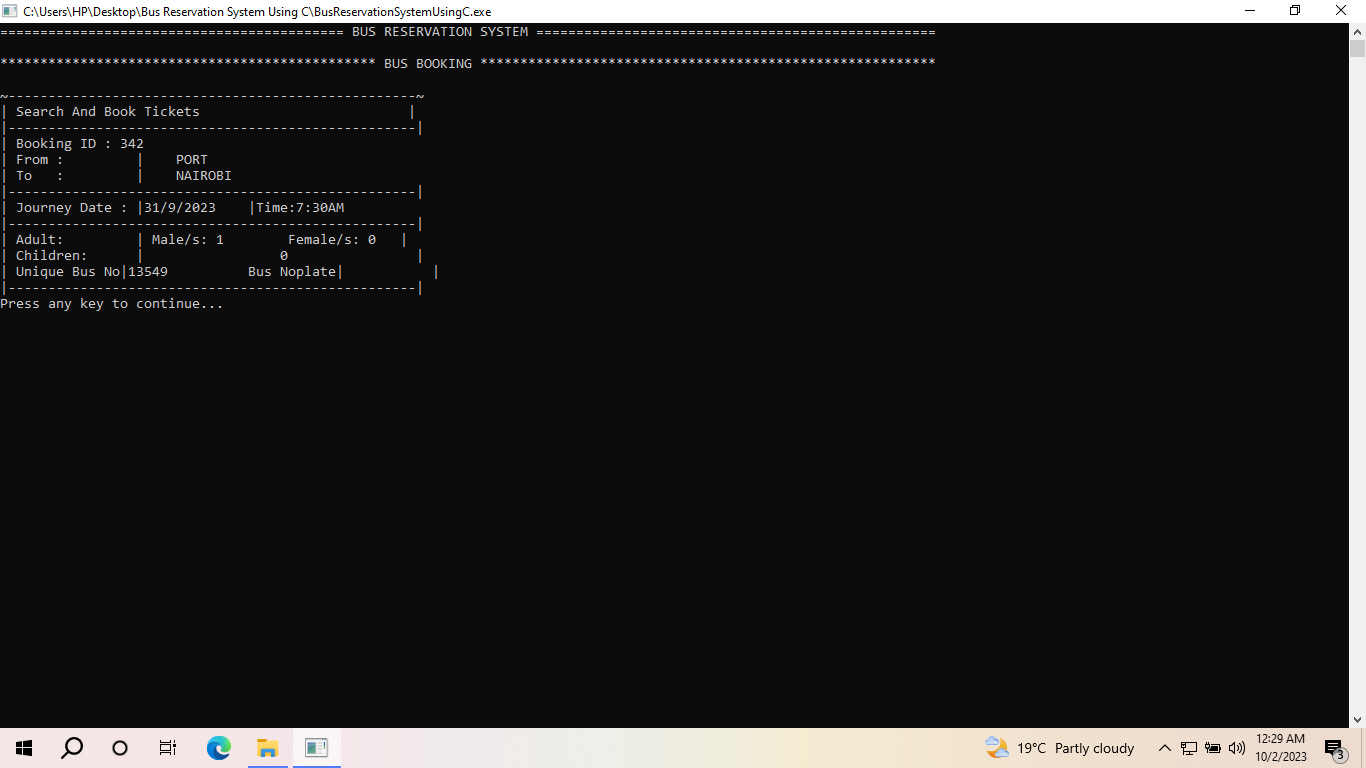 C:\Users\HP\Desktop\Bus Reservation System Using C\BusReservationSystemUsingC.exe
=========================================== BUS RESERVATION SYSTEM ==================================================
*********************************************** BUS BOOKING *********************************************************
~---------------------------------------------------~
| Search And Book Tickets                          |
|---------------------------------------------------|
| Booking ID : 342
| From :         |    PORT
| To   :         |    NAIROBI
|---------------------------------------------------|
| Journey Date : |31/9/2023    |Time:7:30AM
|---------------------------------------------------|
| Adult:         | Male/s: 1        Female/s: 0   |
| Children:      |                 0                |
| Unique Bus No|13549          Bus Noplate|           |
|---------------------------------------------------|
Press any key to continue...
19°C Partly cloudy
12:29 AM
10/2/2023
3